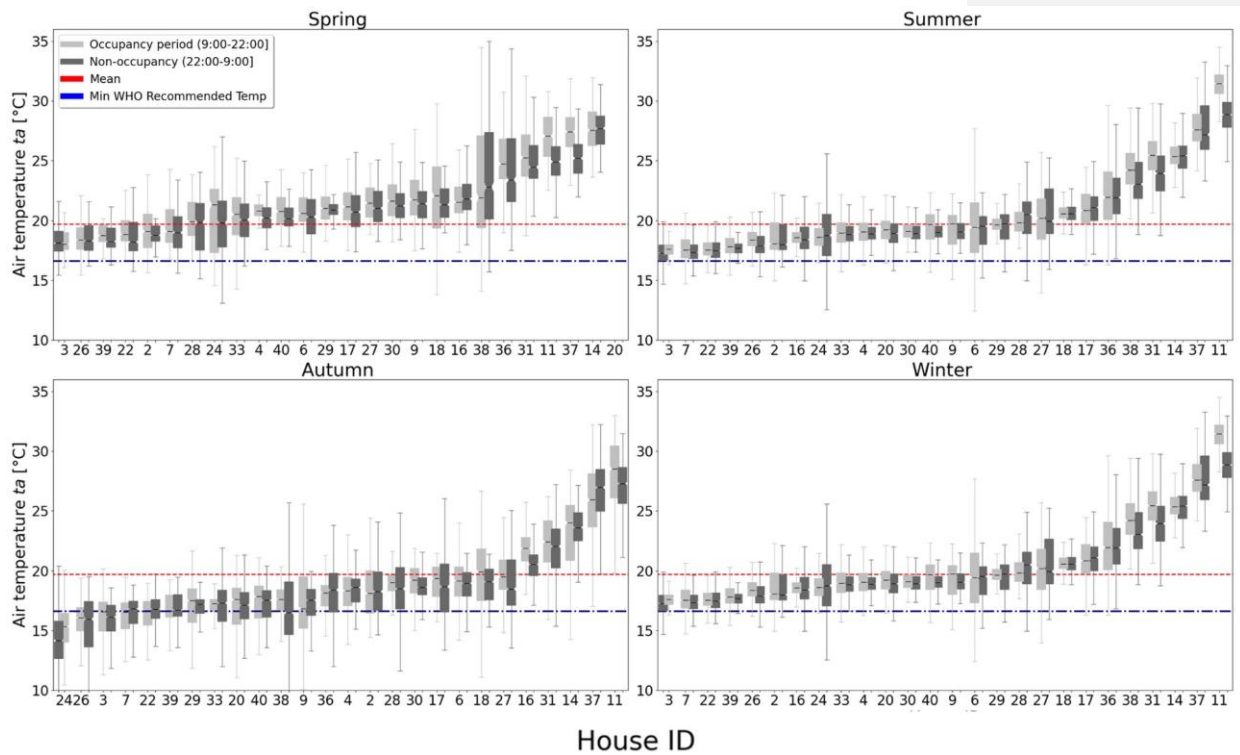 Spring
Summer
Occupancy period (9:00-22:00]
Non-occupancy (22:00-9:00]
Mean
Min WHO Recommended Temp
Air temperature ta [°C]
35
30
25
20
15
10
3 26 39 22 2 7 28 24 33 4 40 6 29 17 27 30 9 18 16 38 36 31 11 37 14 20
35
30
25
20
15
10
3 7 22 39 26 2 16 24 33 4 20 30 40 9 6 29 28 27 18 17 36 38 31 14 37 11
Autumn
Winter
Air temperature ta [°C]
35
30
25
20
15
10
24 26 3 7 22 39 29 33 20 40 38 9 36 4 2 28 30 17 6 18 27 16 31 14 37 11
35
30
25
20
15
10
3 7 22 39 26 2 16 24 33 4 20 30 40 9 6 29 28 27 18 17 36 38 31 14 37 11
House ID